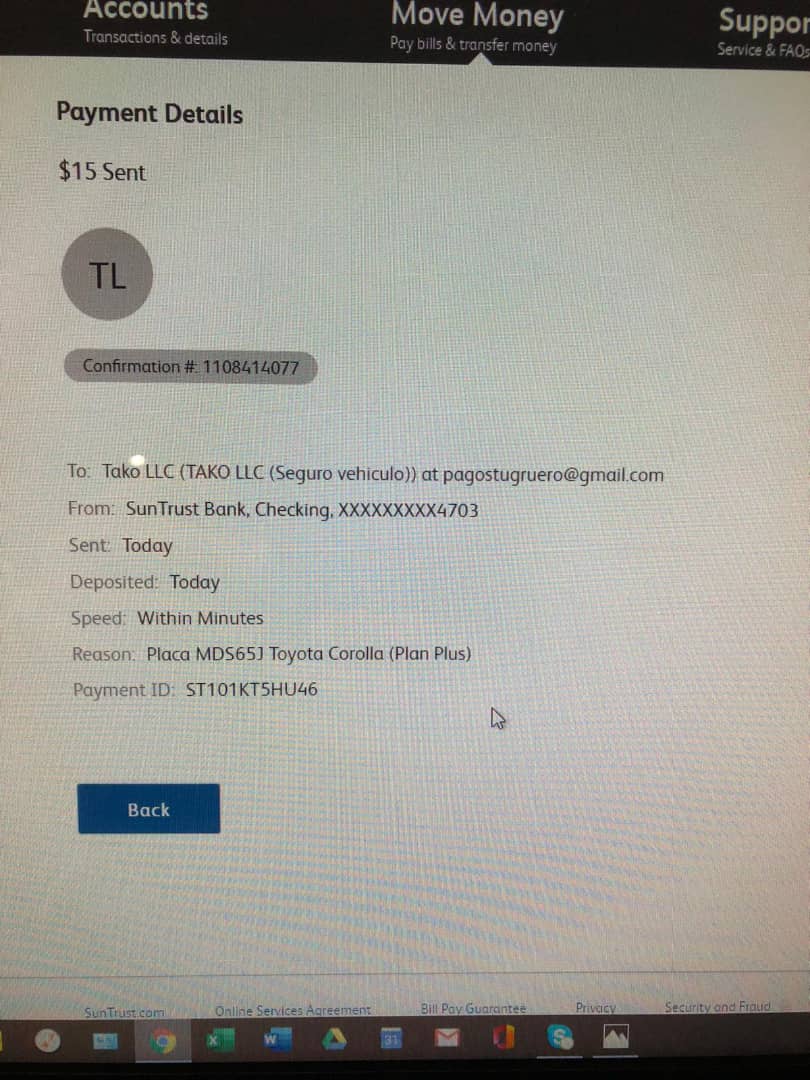 Accounts
Transactions & details
Move Money
Pay bills & transfer money
Suppor
Service & FAQs
Payment Details
$15 Sent
TL
Confirmation #: 1108414077
To: Tako LLC (TAKO LLC (Seguro vehiculo)) at pagostugruero@gmail.com
From: SunTrust Bank, Checking, XXXXXXXXX4703
Sent: Today
Deposited: Today
Speed: Within Minutes
Reason: Placa MDS65J Toyota Corolla (Plan Plus)
Payment ID: ST101KT5HU46
Back
SunTrust.com
Online Services Agreement
Bill Pay Guarantee
Privacy
Security and Fraud
31